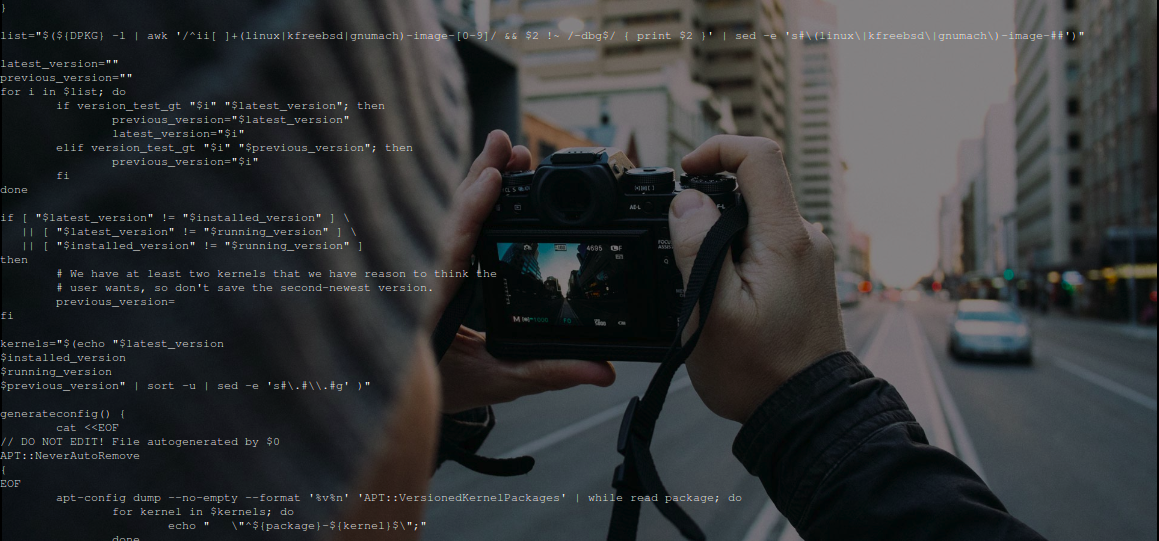 }
list="$(${DPKG} -l | awk '/^ii[ ]+(linux|kfreebsd|gnumach)-image-[0-9]/ && $2 !~ /-dbg$/ { print $2 }' | sed -e 's#\(linux\|kfreebsd\|gnumach\)-image-##')"
latest_version=""
previous_version=""
for i in $list; do
if version_test_gt "$i" "$latest_version"; then
previous_version="$latest_version"
latest_version="$i"
elif version_test_gt "$i" "$previous_version"; then
previous_version="$i"
fi
done
if [ "$latest_version" != "$installed_version" ] \
|| [ "$latest_version" != "$running_version" ] \
|| [ "$installed_version" != "$running_version" ]
then
# We have at least two kernels that we have reason to think the
# user wants, so don't save the second-newest version.
previous_version=
fi
kernels="$(echo "$latest_version
$installed_version
$running_version
$previous_version" | sort -u | sed -e 's#\.#\\.#g' )"
generateconfig() {
cat <<EOF
// DO NOT EDIT! File autogenerated by $0
APT::NeverAutoRemove
{
EOF
apt-config dump --no-empty --format '%v%n' 'APT::VersionedKernelPackages' | while read package; do
for kernel in $kernels; do
echo "   \"^${package}-${kernel}$\";"
done
AE-L
4695
M